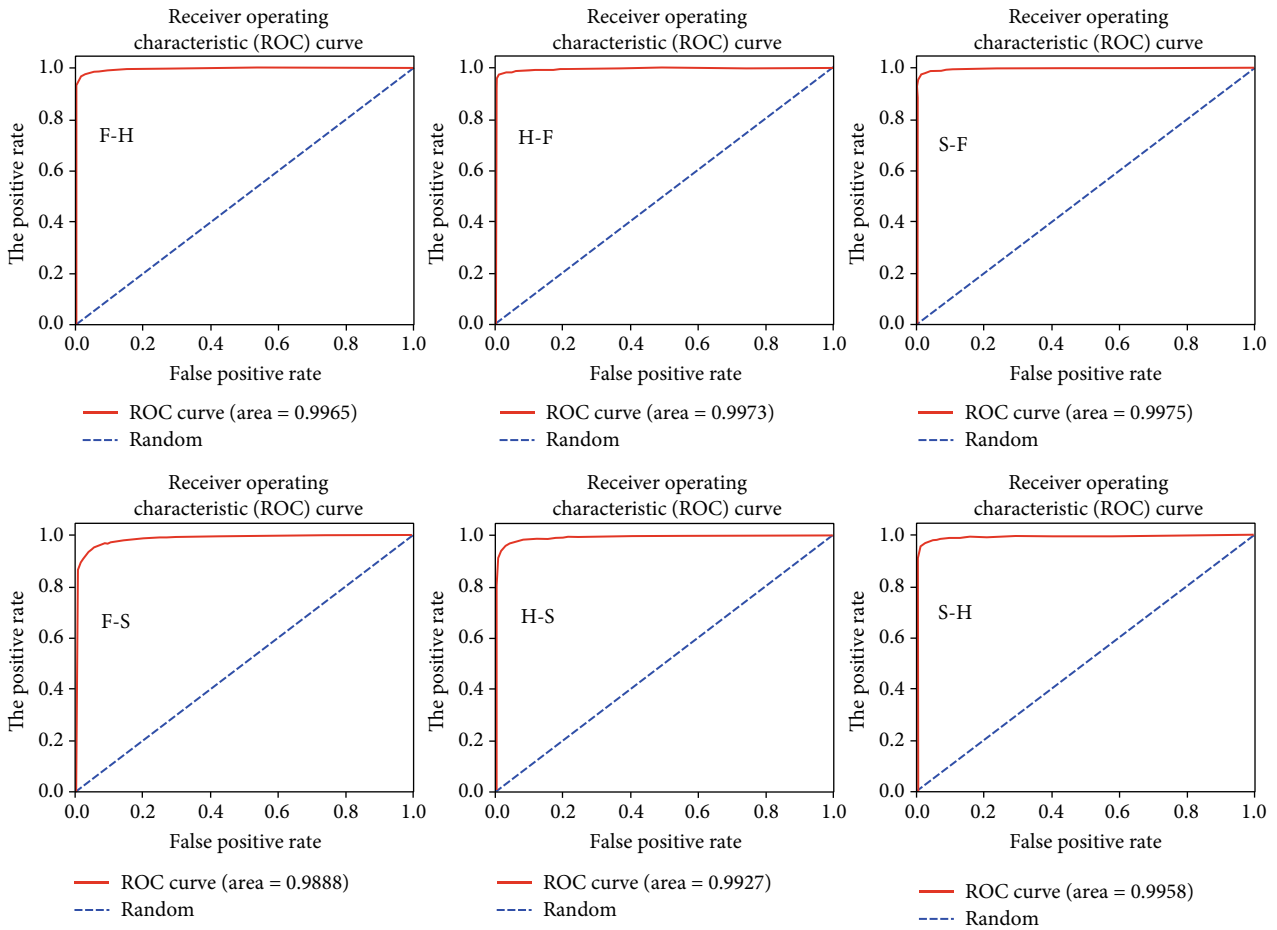 Receiver operating
characteristic (ROC) curve
1.0
0.8
0.6
0.4
0.2
0.0
The positive rate
F-H
0.0 0.2 0.4 0.6 0.8 1.0
False positive rate
ROC curve (area = 0.9965)
Random
Receiver operating
characteristic (ROC) curve
1.0
0.8
0.6
0.4
0.2
0.0
The positive rate
H-F
0.0 0.2 0.4 0.6 0.8 1.0
False positive rate
ROC curve (area = 0.9973)
Random
Receiver operating
characteristic (ROC) curve
1.0
0.8
0.6
0.4
0.2
0.0
The positive rate
S-F
0.0 0.2 0.4 0.6 0.8 1.0
False positive rate
ROC curve (area = 0.9975)
Random
Receiver operating
characteristic (ROC) curve
1.0
0.8
0.6
0.4
0.2
0.0
The positive rate
F-S
0.0 0.2 0.4 0.6 0.8 1.0
False positive rate
ROC curve (area = 0.9888)
Random
Receiver operating
characteristic (ROC) curve
1.0
0.8
0.6
0.4
0.2
0.0
The positive rate
H-S
0.0 0.2 0.4 0.6 0.8 1.0
False positive rate
ROC curve (area = 0.9927)
Random
Receiver operating
characteristic (ROC) curve
1.0
0.8
0.6
0.4
0.2
0.0
The positive rate
S-H
0.0 0.2 0.4 0.6 0.8 1.0
False positive rate
ROC curve (area = 0.9958)
Random